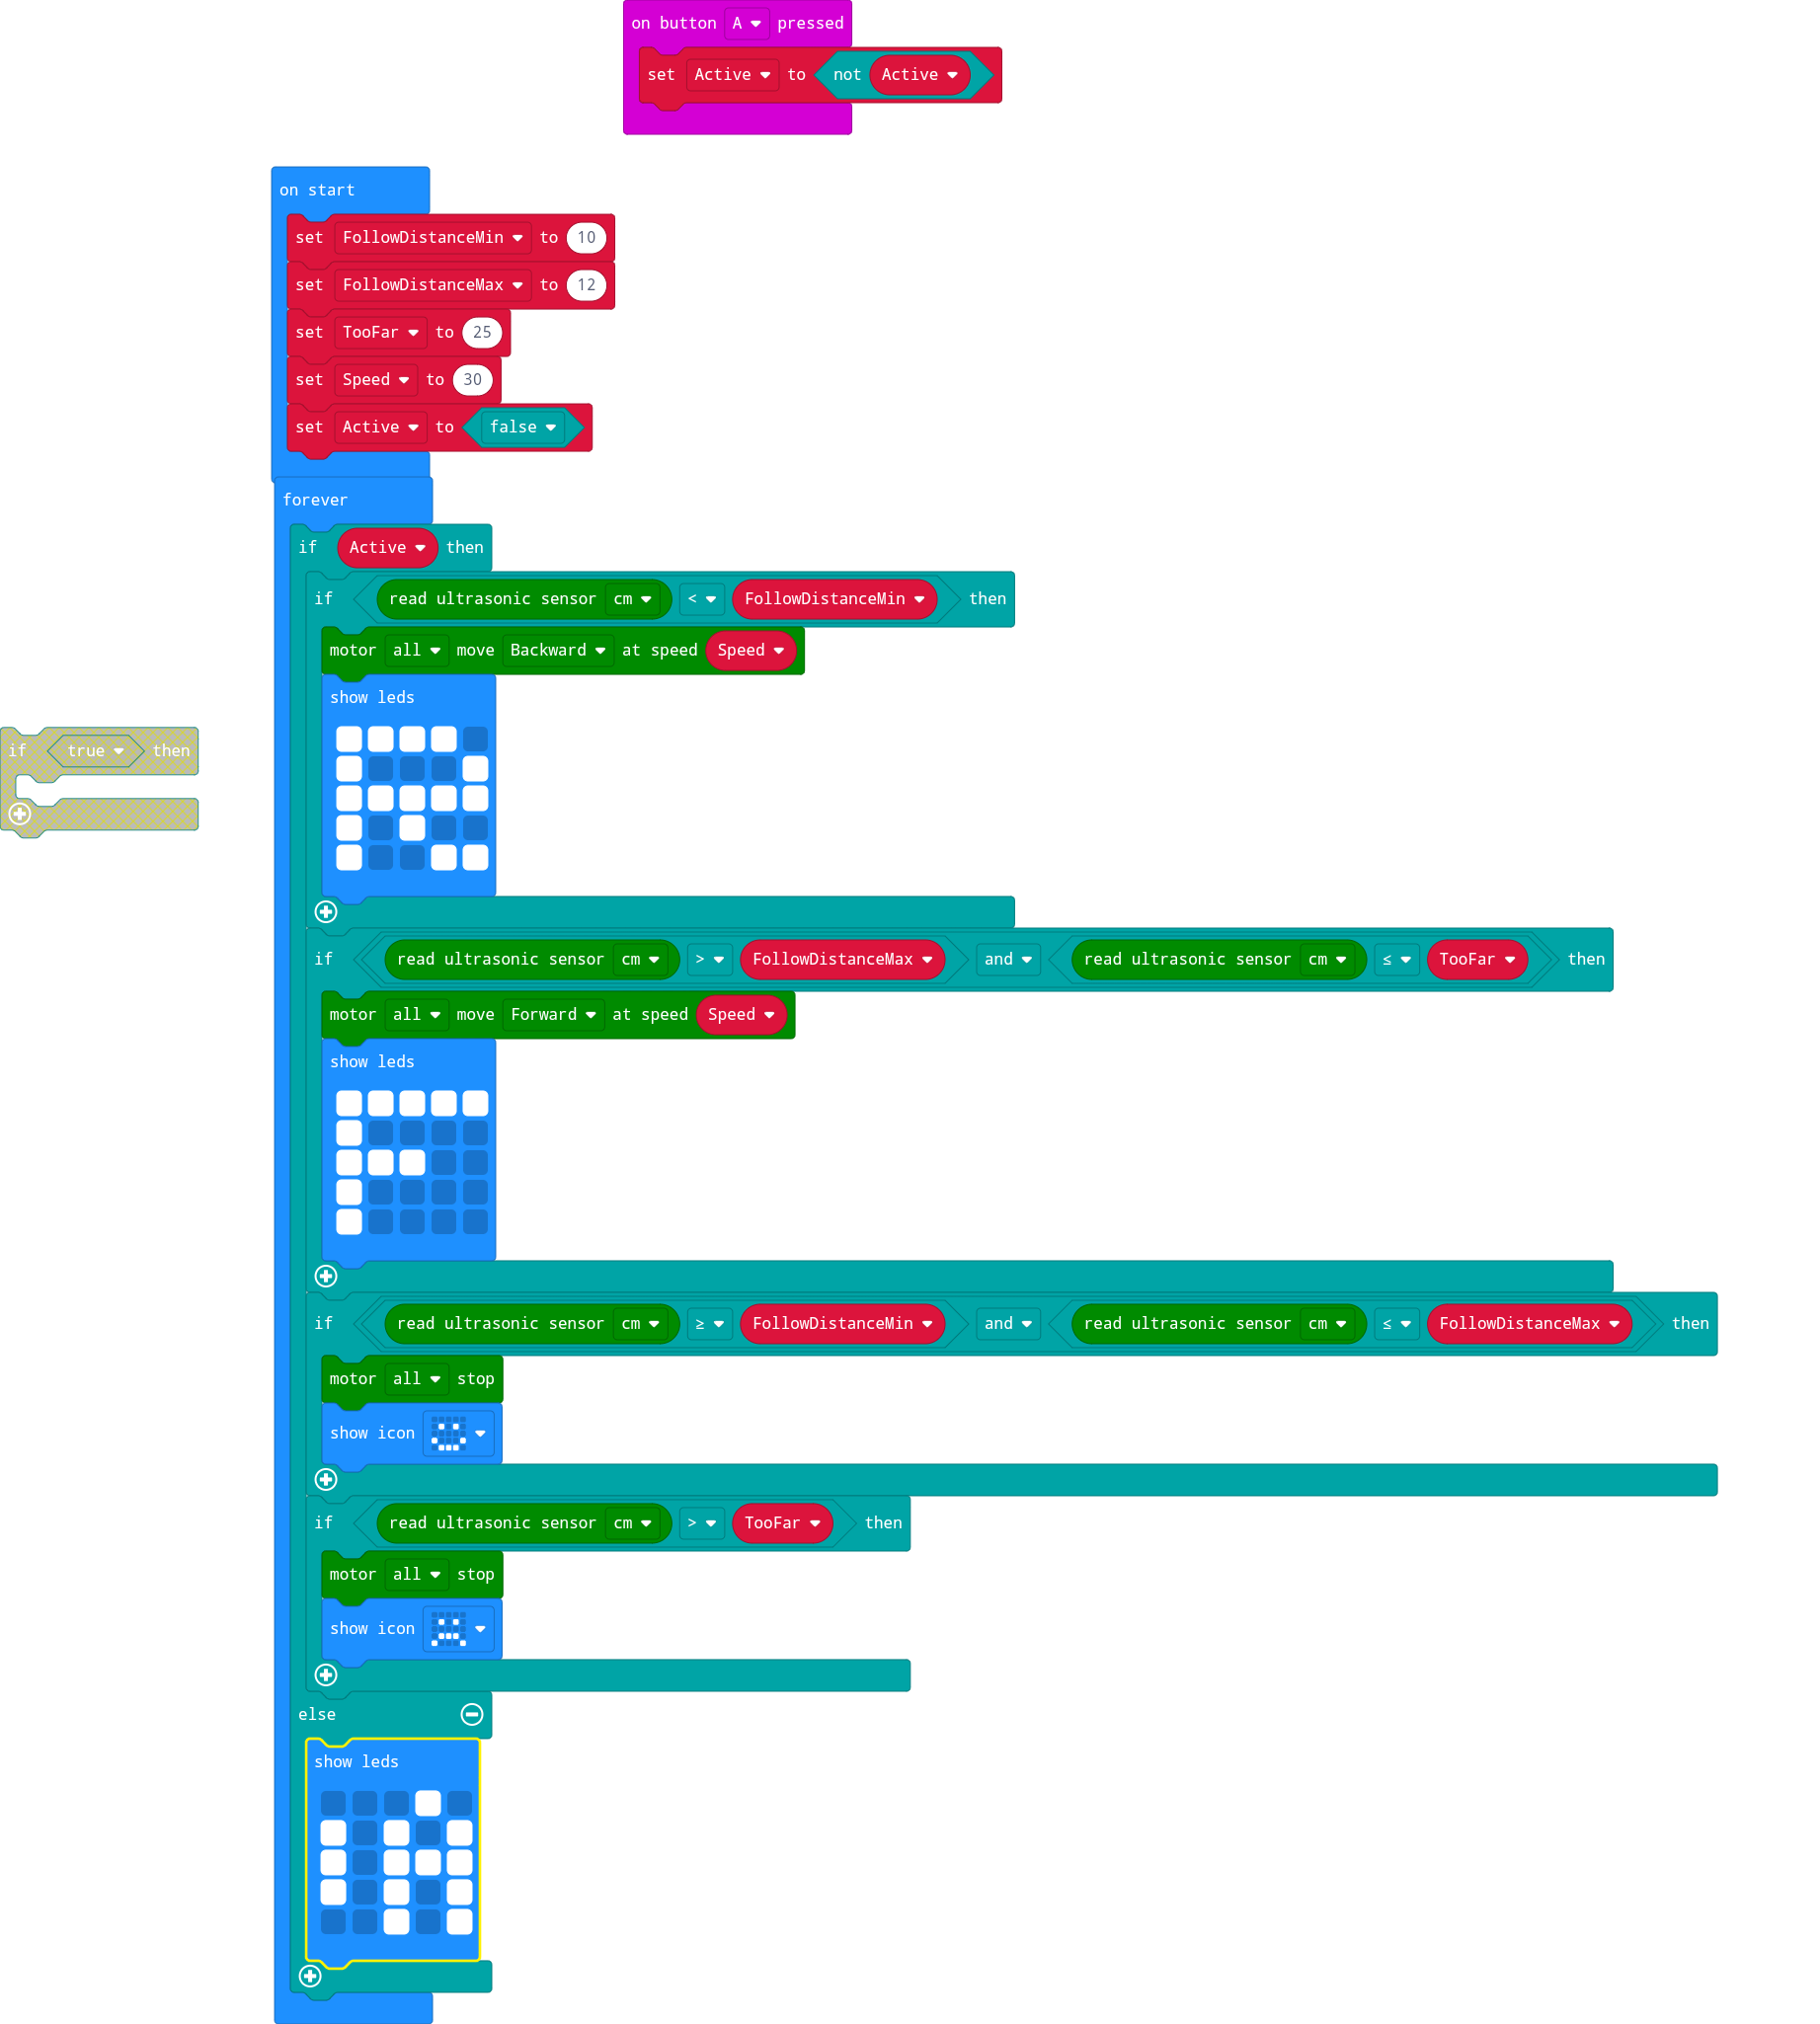 on button A pressed
set Active to not Active
on start
set FollowDistanceMin to 10
set FollowDistanceMax to 12
set TooFar to 25
set Speed to 30
set Active to false
forever
if Active then
if read ultrasonic sensor cm < FollowDistanceMin then
motor all move Backward at speed Speed
show leds
if true then
if read ultrasonic sensor cm > FollowDistanceMax and read ultrasonic sensor cm ≤ TooFar then
motor all move Forward at speed Speed
show leds
if read ultrasonic sensor cm ≥ FollowDistanceMin and read ultrasonic sensor cm ≤ FollowDistanceMax then
motor all stop
show icon
if read ultrasonic sensor cm > TooFar then
motor all stop
show icon
else
show leds